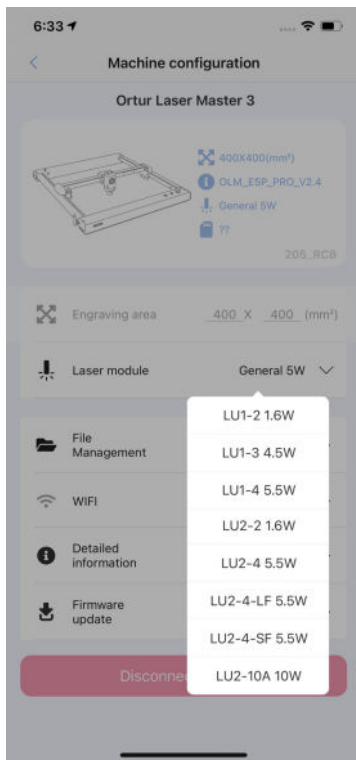 6:33
Machine configuration
Ortur Laser Master 3
400X400(mm²)
OLM_ESP_PRO_V2.4
General 5W
??
205_RCB
Engraving area 400 X 400 (mm²)
Laser module General 5W
LU1-2 1.6W
LU1-3 4.5W
LU1-4 5.5W
LU2-2 1.6W
LU2-4 5.5W
LU2-4-LF 5.5W
LU2-4-SF 5.5W
LU2-10A 10W
File
Management
WIFI
Detailed
information
Firmware
update
Disconne